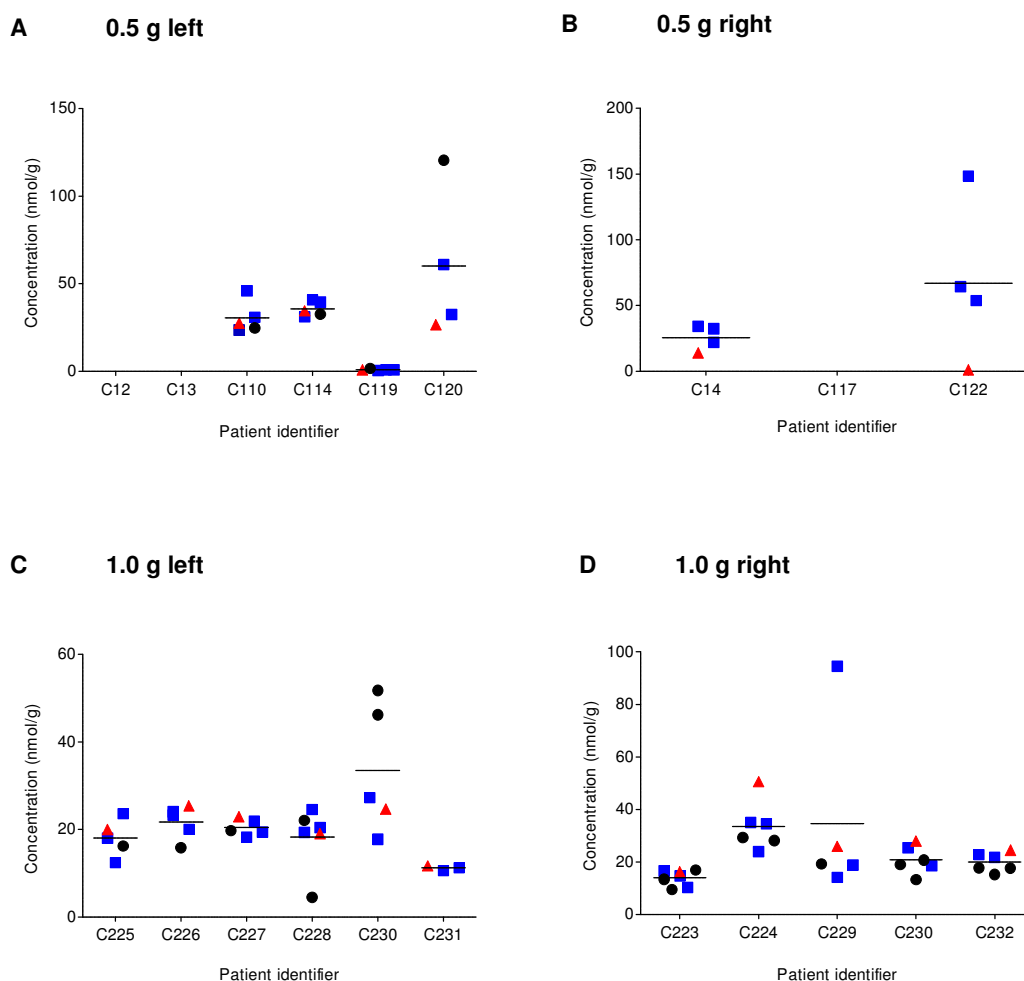 A 0.5 g left
Concentration (nmol/g)
150
100
50
0
C12 C13 C110 C114 C119 C120
Patient identifier
B 0.5 g right
Concentration (nmol/g)
200
150
100
50
0
C14 C117 C122
Patient identifier
C 1.0 g left
Concentration (nmol/g)
60
40
20
0
C225 C226 C227 C228 C230 C231
Patient identifier
D 1.0 g right
Concentration (nmol/g)
100
80
60
40
20
0
C223 C224 C229 C230 C232
Patient identifier